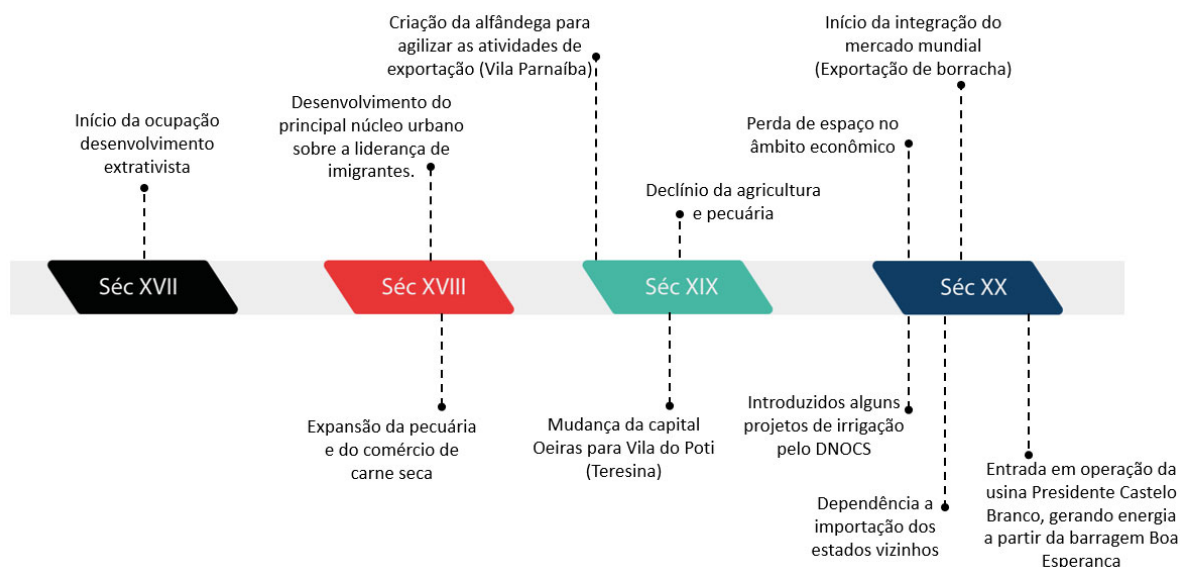 Início da ocupação
desenvolvimento
extrativista
Séc XVII
Desenvolvimento do
principal núcleo urbano
sobre a liderança de
imigrantes.
Séc XVIII
Expansão da pecuária
e do comércio de
carne seca
Criação da alfândega para
agilizar as atividades de
exportação (Vila Parnaíba)
Declínio da agricultura
e pecuária
Séc XIX
Mudança da capital
Oeiras para Vila do Poti
(Teresina)
Início da integração do
mercado mundial
(Exportação de borracha)
Perda de espaço no
âmbito econômico
Séc XX
Introduzidos alguns
projetos de irrigação
pelo DNOCS
Dependência a
importação dos
estados vizinhos
Entrada em operação da
usina Presidente Castelo
Branco, gerando energia
a partir da barragem Boa
Esperança